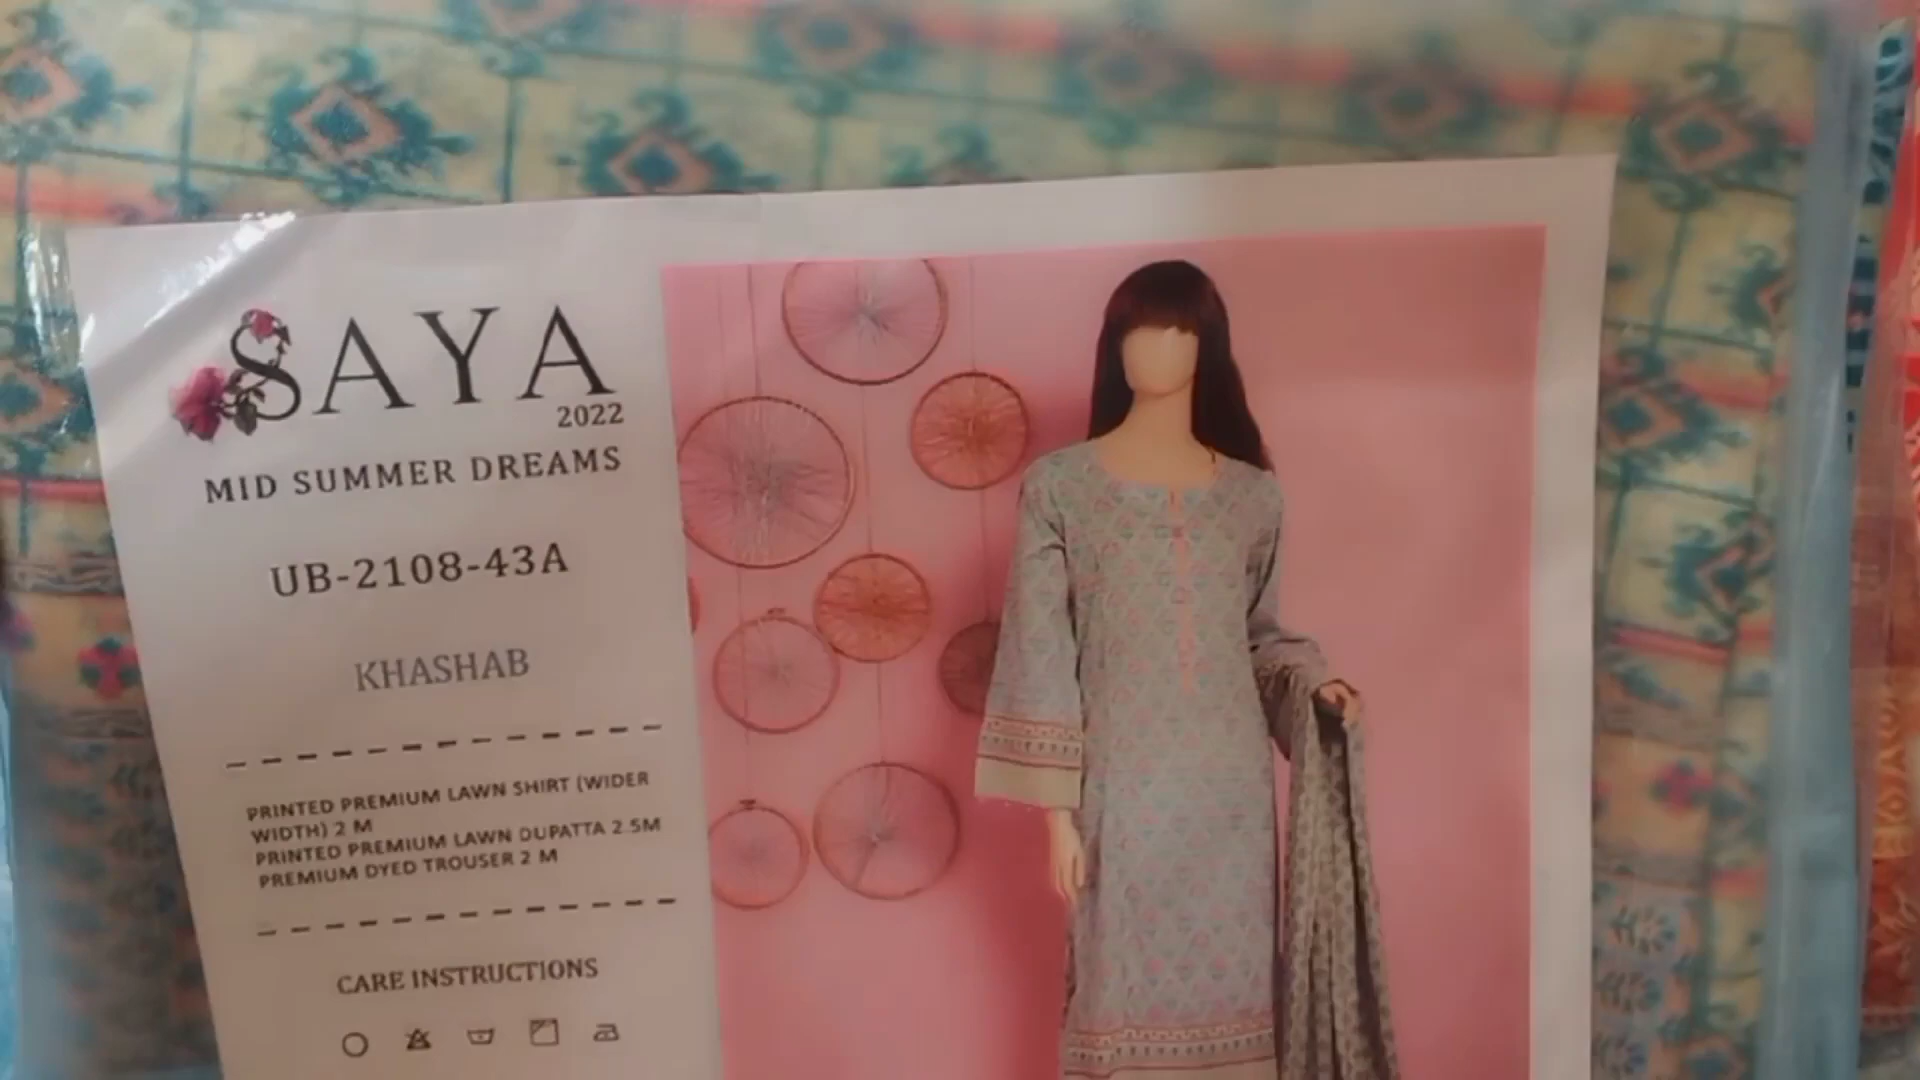 SAYA
2022
MID SUMMER DREAMS
UB-2108-43A
KHASHAB
PRINTED PREMIUM LAWN SHIRT (WIDER
WIDTH) 2 M
PRINTED PREMIUM LAWN DUPATTA 2.5M
PREMIUM DYED TROUSER 2 M
CARE INSTRUCTIONS